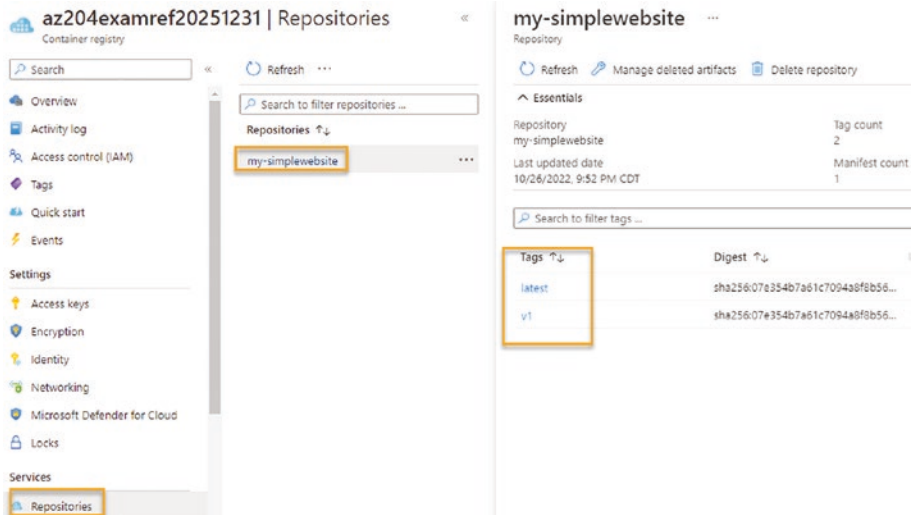 az204examref20251231 | Repositories
Container registry
Search
Overview
Activity log
Access control (IAM)
Tags
Quick start
Events
Settings
Access keys
Encryption
Identity
Networking
Microsoft Defender for Cloud
Locks
Services
Repositories
Refresh
Search to filter repositories ...
Repositories
my-simplewebsite
my-simplewebsite
Repository
Refresh Manage deleted artifacts Delete repository
Essentials
Repository Tag count
my-simplewebsite 2
Last updated date Manifest count
10/26/2022, 9:52 PM CDT 1
Search to filter tags ...
Tags Digest
latest sha256:07e354b7a61c7094a8f8b56...
v1 sha256:07e354b7a61c7094a8f8b56...